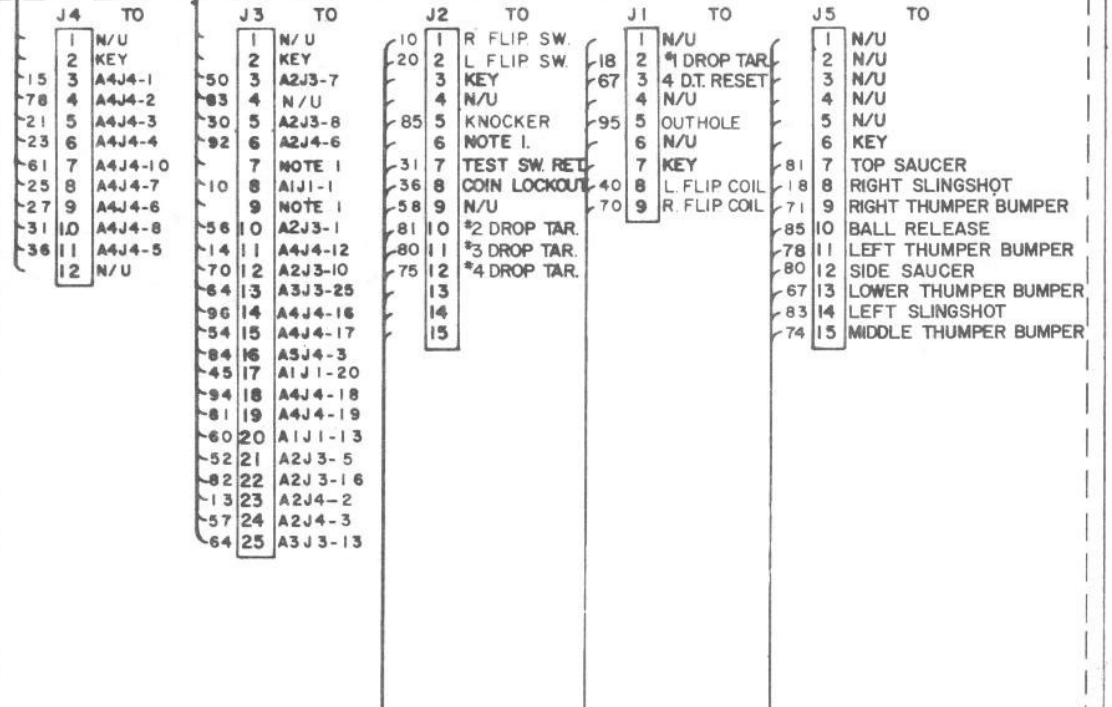 J4 TO
1 N/U
2 KEY
15 3 A4J4-1
78 4 A4J4-2
21 5 A4J4-3
23 6 A4J4-4
61 7 A4J4-10
25 8 A4J4-7
27 9 A4J4-6
31 10 A4J4-8
36 11 A4J4-5
12 N/U
J3 TO
1 N/U
2 KEY
50 3 A2J3-7
83 4 N/U
30 5 A2J3-8
92 6 A2J4-6
7 NOTE 1
10 8 A1J1-1
9 NOTE 1
56 10 A2J3-1
14 11 A4J4-12
70 12 A2J3-10
64 13 A3J3-25
96 14 A4J4-16
54 15 A4J4-17
84 16 A5J4-3
45 17 A1J1-20
94 18 A4J4-18
81 19 A4J4-19
60 20 A1J1-13
52 21 A2J3-5
82 22 A2J3-16
13 23 A2J4-2
57 24 A2J4-3
64 25 A3J3-13
J2 TO
10 1 R FLIP. SW.
20 2 L FLIP SW.
3 KEY
4 N/U
85 5 KNOCKER
6 NOTE 1.
31 7 TEST SW. RET.
36 8 COIN LOCKOUT
58 9 N/U
81 10 #2 DROP TAR.
80 11 #3 DROP TAR.
75 12 #4 DROP TAR.
13
14
15
J1 TO
1 N/U
18 2 #1 DROP TAR.
67 3 4 D.T. RESET
4 N/U
95 5 OUTHOLE
6 N/U
7 KEY
40 8 L. FLIP COIL
70 9 R. FLIP COIL
J5 TO
1 N/U
2 N/U
3 N/U
4 N/U
5 N/U
6 KEY
81 7 TOP SAUCER
18 8 RIGHT SLINGSHOT
71 9 RIGHT THUMPER BUMPER
85 10 BALL RELEASE
78 11 LEFT THUMPER BUMPER
80 12 SIDE SAUCER
67 13 LOWER THUMPER BUMPER
83 14 LEFT SLINGSHOT
74 15 MIDDLE THUMPER BUMPER